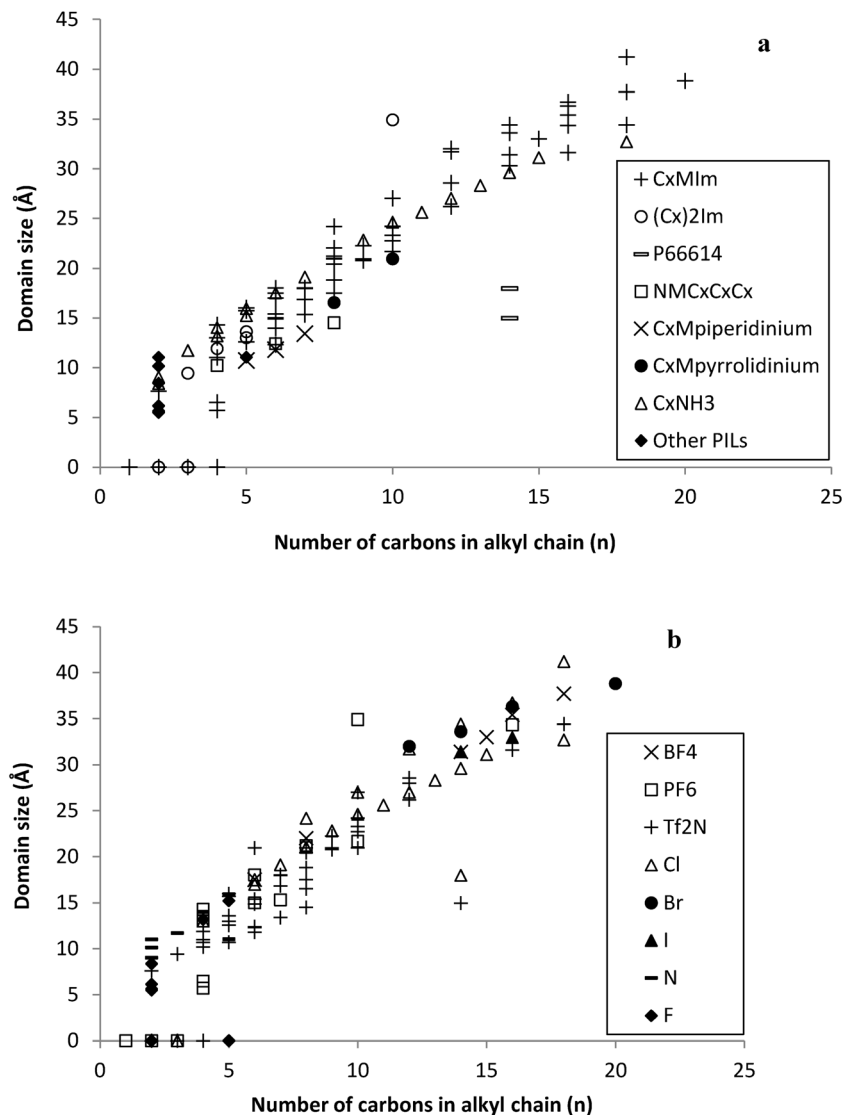 a
45
40
35
30
25
20
15
10
5
0
Domain size (Å)
0 5 10 15 20 25
Number of carbons in alkyl chain (n)
CxMIm
(Cx)2Im
P66614
NMCxCxCx
CxMpiperidinium
CxMpyrrolidinium
CxNH3
Other PILs
b
45
40
35
30
25
20
15
10
5
0
Domain size (Å)
0 5 10 15 20 25
Number of carbons in alkyl chain (n)
BF4
PF6
Tf2N
Cl
Br
I
N
F